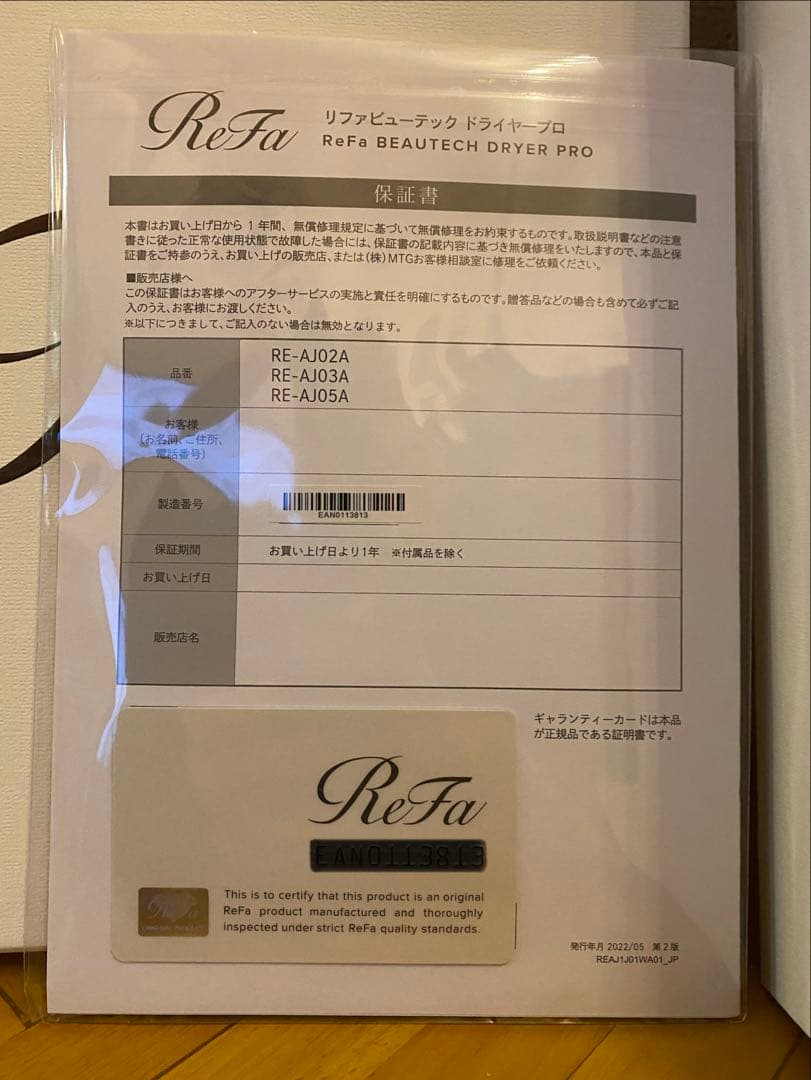 ReFa
リファビューテック ドライヤープロ
ReFa BEAUTECH DRYER PRO
保証書
本書はお買い上げ日から 1 年間、無償修理規定に基づいて無償修理をお約束するものです。取扱説明書などの注意
書きに従った正常な使用状態で故障した場合には、保証書の記載内容に基づき無償修理をいたしますので、本品と保
証書をご持参のうえ、お買い上げの販売店、または(株)MTGお客様相談室に修理をご依頼ください。
■販売店様へ
この保証書はお客様へのアフターサービスの実施と責任を明確にするものです。贈答品などの場合も含めて必ずご記
入のうえ、お客様にお渡しください。
※以下につきまして、ご記入のない場合は無効となります。
品番
RE-AJ02A
RE-AJ03A
RE-AJ05A
お客様
(お名前、ご住所、
電話番号)
製造番号
EAN0113813
保証期間
お買い上げ日より1年 ※付属品を除く
お買い上げ日
販売店名
ギャランティーカードは本品
が正規品である証明書です。
ReFa
EAN0113813
ReFa
This is to certify that this product is an original
ReFa product manufactured and thoroughly
inspected under strict ReFa quality standards.
発行年月 2022/05 第2版
REAJ1J01WA01_JP